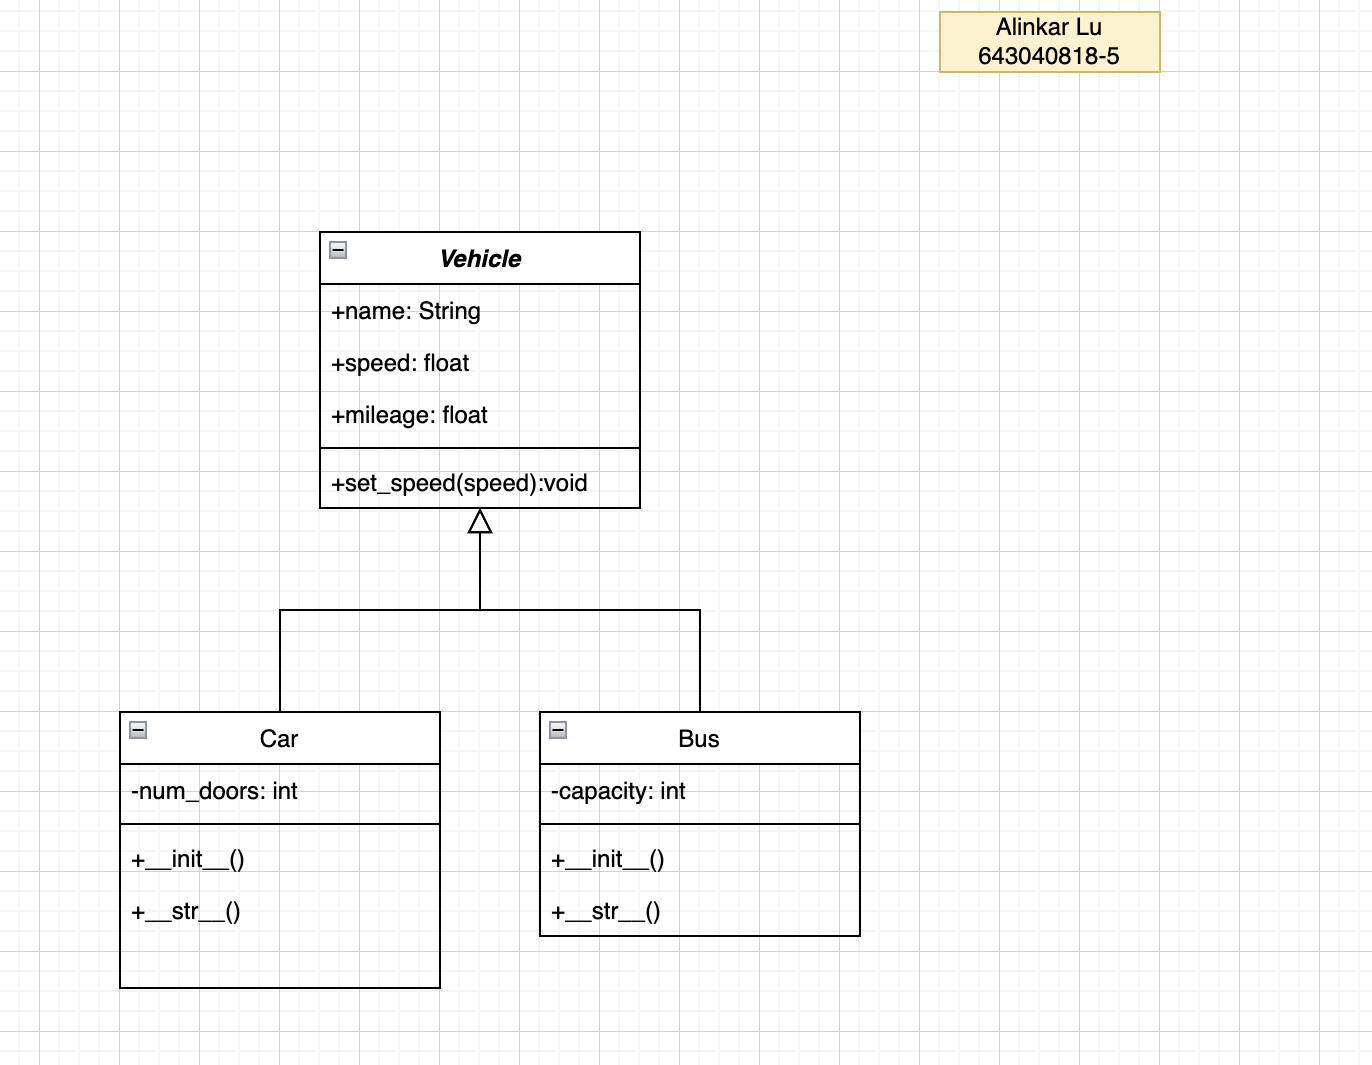 Alinkar Lu
643040818-5
Vehicle
+name: String
+speed: float
+mileage: float
+set_speed(speed):void
Car
-num_doors: int
+__init__()
+__str__()
Bus
-capacity: int
+__init__()
+__str__()